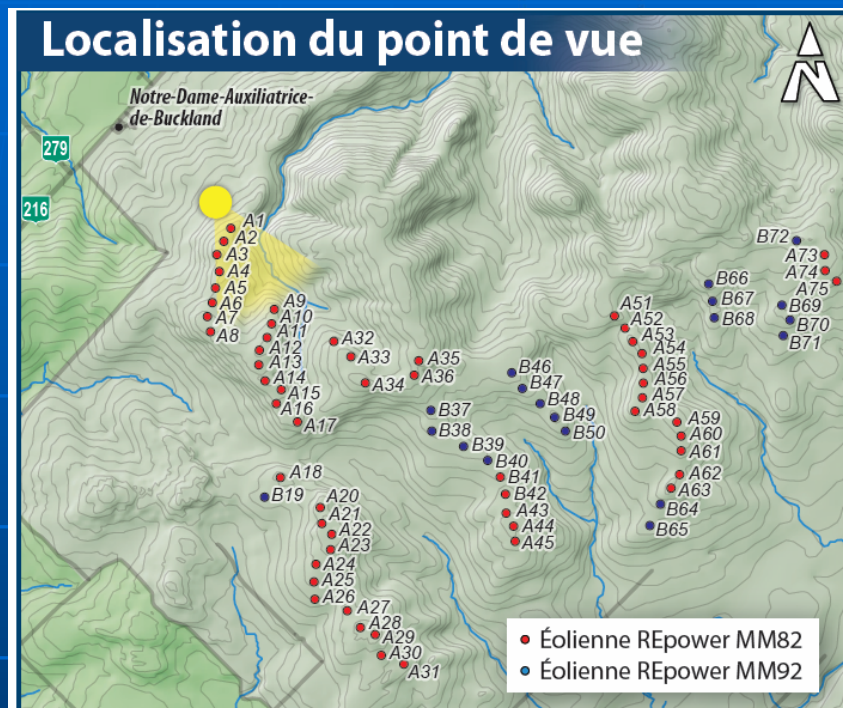 Localisation du point de vue
N
Notre-Dame-Auxiliatrice-
de-Buckland
279
216
A1
A2
A3
A4
A5
A6
A7
A8
A9
A10
A11
A12
A13
A14
A15
A16
A17
A18
B19
A20
A21
A22
A23
A24
A25
A26
A27
A28
A29
A30
A31
A32
A33
A34
A35
A36
B37
B38
B39
B40
B41
B42
A43
A44
A45
B46
B47
B48
B49
B50
A51
A52
A53
A54
A55
A56
A57
A58
A59
A60
A61
A62
A63
B64
B65
B66
B67
B68
B69
B70
B71
B72
A73
A74
A75
Éolienne REpower MM82
Éolienne REpower MM92